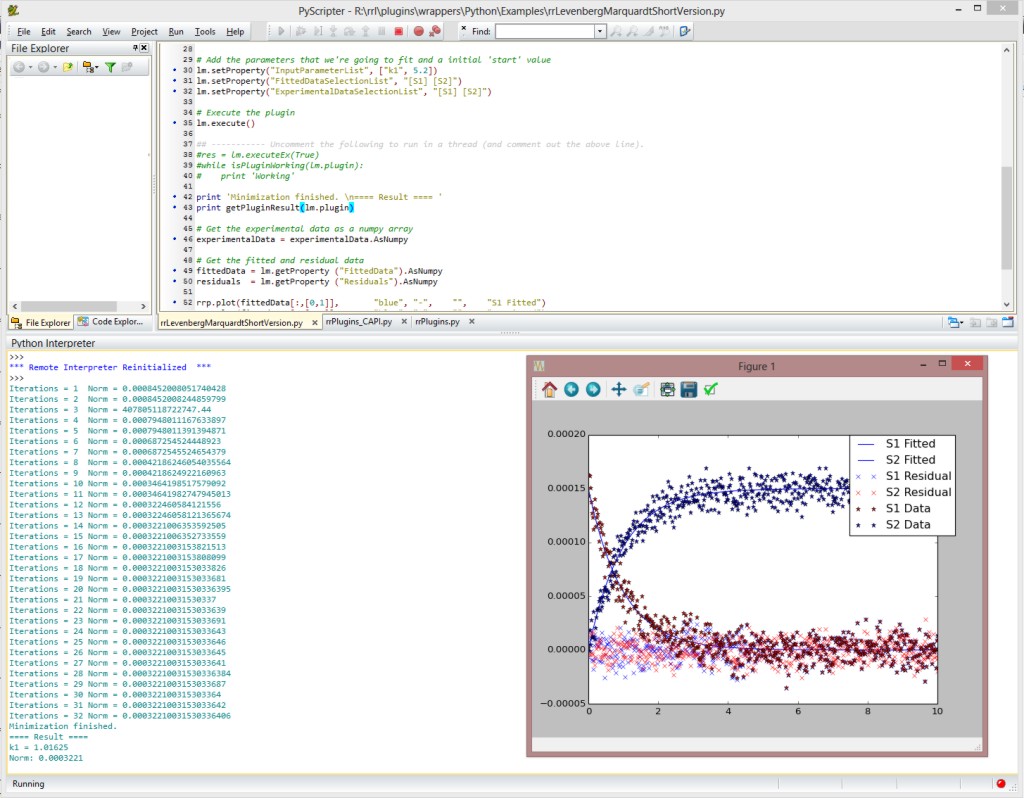 PyScripter - R:\rrl\plugins\wrappers\Python\Examples\rrLevenbergMarquardtShortVersion.py
File Edit Search View Project Run Tools Help
Find:
File Explorer
28
29 # Add the parameters that we're going to fit and a initial 'start' value
30 lm.setProperty("InputParameterList", ["k1", 5.2])
31 lm.setProperty("FittedDataSelectionList", "[S1] [S2]")
32 lm.setProperty("ExperimentalDataSelectionList", "[S1] [S2]")
33
34 # Execute the plugin
35 lm.execute()
36
37 ## ----------- Uncomment the following to run in a thread (and comment out the above line).
38 #res = lm.executeEx(True)
39 #while isPluginWorking(lm.plugin):
40 #    print 'Working'
41
42 print 'Minimization finished. \n==== Result ==== '
43 print getPluginResult(lm.plugin)
44
45 # Get the experimental data as a numpy array
46 experimentalData = experimentalData.AsNumpy
47
48 # Get the fitted and residual data
49 fittedData = lm.getProperty ("FittedData").AsNumpy
50 residuals  = lm.getProperty ("Residuals").AsNumpy
51
52 rrp.plot(fittedData[:,[0,1]], "blue", "-", "", "S1 Fitted")
File Explorer Code Explor...
rrLevenbergMarquardtShortVersion.py rrPlugins_CAPI.py rrPlugins.py
Python Interpreter
>>>
*** Remote Interpreter Reinitialized ***
>>>
Iterations = 1 Norm = 0.0008452008051740428
Iterations = 2 Norm = 0.0008452008244859799
Iterations = 3 Norm = 407805118722747.44
Iterations = 4 Norm = 0.0007948011167633897
Iterations = 5 Norm = 0.0007948011391394871
Iterations = 6 Norm = 0.000687254524448923
Iterations = 7 Norm = 0.0006872545524654379
Iterations = 8 Norm = 0.00042186246054035564
Iterations = 9 Norm = 0.0004218624922160963
Iterations = 10 Norm = 0.0003464198517579092
Iterations = 11 Norm = 0.00034641982747945013
Iterations = 12 Norm = 0.000322460584121556
Iterations = 13 Norm = 0.00032246058121365674
Iterations = 14 Norm = 0.0003221006353592505
Iterations = 15 Norm = 0.0003221006352733559
Iterations = 16 Norm = 0.0003221003153821513
Iterations = 17 Norm = 0.0003221003153808099
Iterations = 18 Norm = 0.0003221003153033826
Iterations = 19 Norm = 0.0003221003153033681
Iterations = 20 Norm = 0.00032210031530336395
Iterations = 21 Norm = 0.00032210031530337
Iterations = 22 Norm = 0.0003221003153033639
Iterations = 23 Norm = 0.0003221003153033691
Iterations = 24 Norm = 0.0003221003153033643
Iterations = 25 Norm = 0.0003221003153033646
Iterations = 26 Norm = 0.0003221003153033645
Iterations = 27 Norm = 0.0003221003153033641
Iterations = 28 Norm = 0.00032210031530336384
Iterations = 29 Norm = 0.0003221003153033687
Iterations = 30 Norm = 0.000322100315303364
Iterations = 31 Norm = 0.0003221003153033642
Iterations = 32 Norm = 0.00032210031530336406
Minimization finished.
==== Result ====
k1 = 1.01625
Norm: 0.0003221
Figure 1
0.00020
0.00015
0.00010
0.00005
0.00000
−0.00005
0 2 4 6 8 10
S1 Fitted
S2 Fitted
S1 Residual
S2 Residual
S1 Data
S2 Data
Running